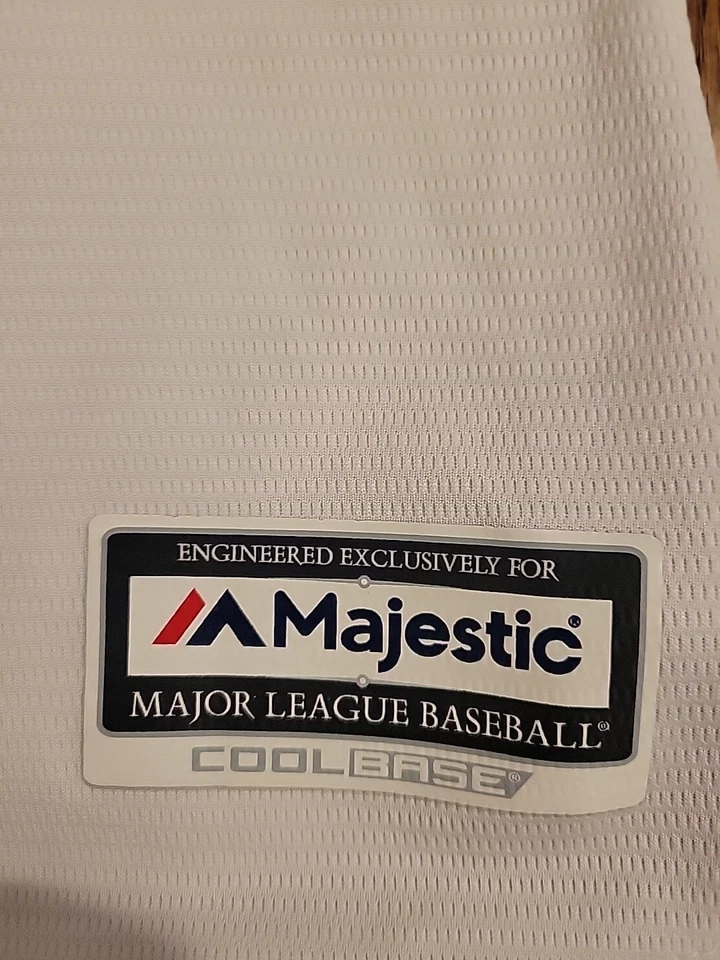 ENGINEERED EXCLUSIVELY FOR
Majestic®
MAJOR LEAGUE BASEBALL®
COOLBASE®